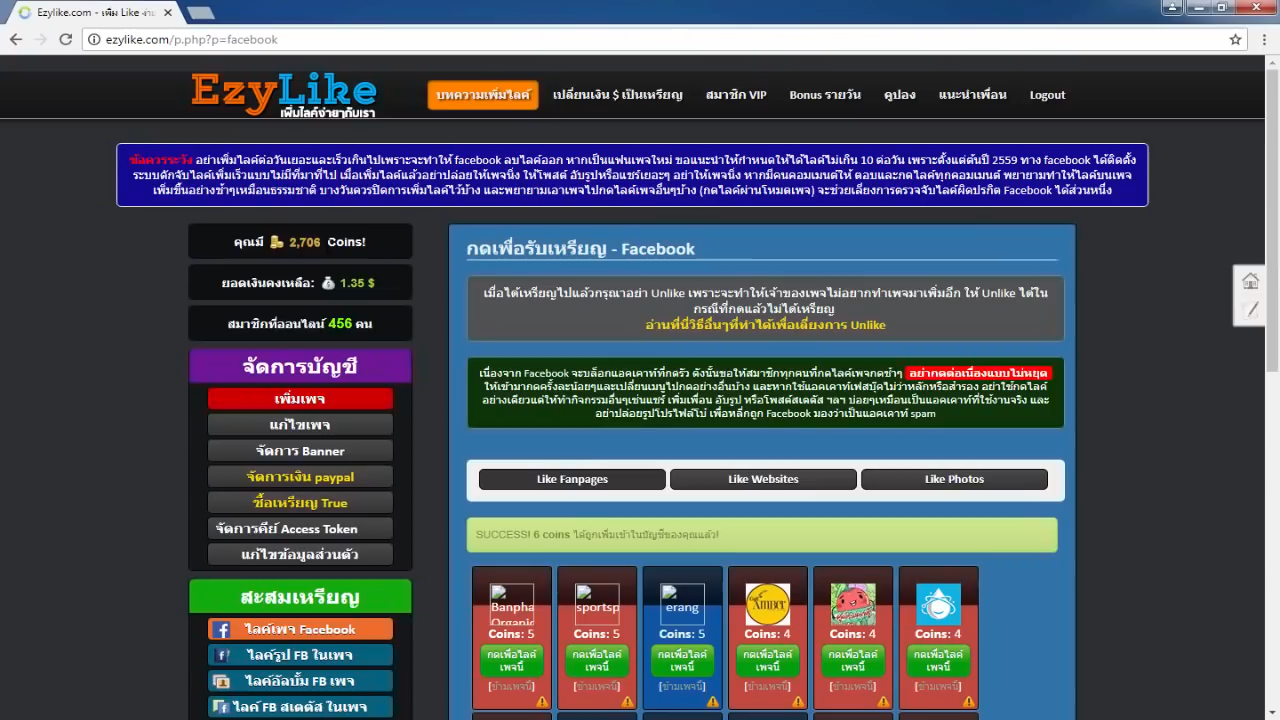 Ezylike.com - เพิ่ม Like ง่าย
ezylike.com/p.php?p=facebook
EzyLike
เพิ่มไลค์ง่ายๆกับเรา
บทความเพิ่มไลค์
เปลี่ยนเงิน $ เป็นเหรียญ
สมาชิก VIP
Bonus รายวัน
คูปอง
แนะนำเพื่อน
Logout
ข้อควรระวัง อย่าเพิ่มไลค์ต่อวันเยอะและเร็วเกินไปเพราะจะทำให้ facebook ลบไลค์ออก หากเป็นแฟนเพจใหม่ ขอแนะนำให้กำหนดให้ได้ไลค์ไม่เกิน 10 ต่อวัน เพราะตั้งแต่ต้นปี 2559 ทาง facebook ได้ติดตั้ง
ระบบดักจับไลค์เพิ่มเร็วแบบไม่มีที่มาที่ไป เมื่อเพิ่มไลค์แล้วอย่าปล่อยให้เพจนิ่ง ให้โพสต์ อับรูปหรือแชร์เยอะๆ อย่าให้เพจนิ่ง หากมีคนคอมเมนต์ให้ ตอบและกดไลค์ทุกคอมเมนต์ พยายามทำให้ไลค์บนเพจ
เพิ่มขึ้นอย่างช้าๆเหมือนธรรมชาติ บางวันควรปิดการเพิ่มไลค์ไว้บ้าง และพยายามเอาเพจไปกดไลค์เพจอื่นๆบ้าง (กดไลค์ผ่านโหมดเพจ) จะช่วยเลี่ยงการตรวจจับไลค์ผิดปรกติ Facebook ได้ส่วนหนึ่ง
คุณมี 2,706 Coins!
ยอดเงินคงเหลือ: 1.35 $
สมาชิกที่ออนไลน์ 456 คน
จัดการบัญชี
เพิ่มเพจ
แก้ไขเพจ
จัดการ Banner
จัดการเงิน paypal
ซื้อเหรียญ True
จัดการคีย์ Access Token
แก้ไขข้อมูลส่วนตัว
สะสมเหรียญ
ไลค์เพจ Facebook
ไลค์รูป FB ในเพจ
ไลค์อัลบั้ม FB เพจ
ไลค์ FB สเตตัส ในเพจ
กดเพื่อรับเหรียญ - Facebook
เมื่อได้เหรียญไปแล้วกรุณาอย่า Unlike เพราะจะทำให้เจ้าของเพจไม่อยากทำเพจมาเพิ่มอีก ให้ Unlike ได้ใน
กรณีที่กดแล้วไม่ได้เหรียญ
อ่านที่นี่วิธีอื่นๆที่ทำได้เพื่อเลี่ยงการ Unlike
เนื่องจาก Facebook จะบล็อกแอคเคาท์ที่กดรัว ดังนั้นขอให้สมาชิกทุกคนที่กดไลค์เพจกดช้าๆ อย่ากดต่อเนื่องแบบไม่หยุด
ให้เข้ามากดครั้งละน้อยๆและเปลี่ยนเมนูไปกดอย่างอื่นบ้าง และหากใช้แอคเคาท์เฟสบุ๊คไม่ว่าหลักหรือสำรอง อย่าใช้กดไลค์
อย่างเดียวแต่ให้ทำกิจกรรมอื่นๆเช่นแชร์ เพิ่มเพื่อน อับรูป หรือโพสต์สเตตัส ฯลฯ บ่อยๆเหมือนเป็นแอคเคาท์ที่ใช้งานจริง และ
อย่าปล่อยรูปโปรไฟล์โบ๋ เพื่อหลีกถูก Facebook มองว่าเป็นแอคเคาท์ spam
Like Fanpages
Like Websites
Like Photos
SUCCESS! 6 coins ได้ถูกเพิ่มเข้าในบัญชีของคุณแล้ว!
Banpha
Organic
sportsp
erang
Amber
Coins: 5
Coins: 5
Coins: 5
Coins: 4
Coins: 4
Coins: 4
กดเพื่อไลค์
เพจนี้
กดเพื่อไลค์
เพจนี้
กดเพื่อไลค์
เพจนี้
กดเพื่อไลค์
เพจนี้
กดเพื่อไลค์
เพจนี้
กดเพื่อไลค์
เพจนี้
[ข้ามเพจนี้]
[ข้ามเพจนี้]
[ข้ามเพจนี้]
[ข้ามเพจนี้]
[ข้ามเพจนี้]
[ข้ามเพจนี้]